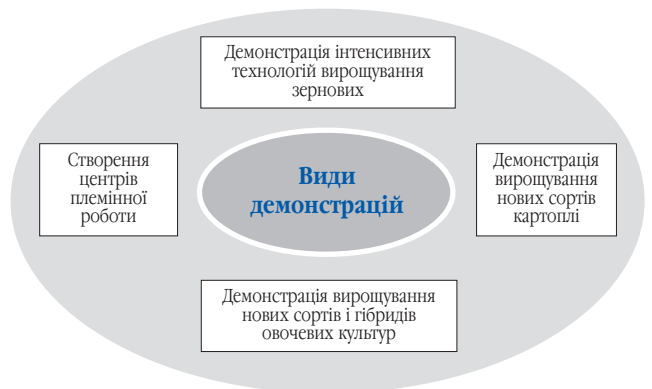 Демонстрація інтенсивних
технологій вирощування
зернових
Створення
центрів
племінної
роботи
Види
демонстрацій
Демонстрація
вирощування
нових сортів
картоплі
Демонстрація вирощування
нових сортів і гібридів
овочевих культур